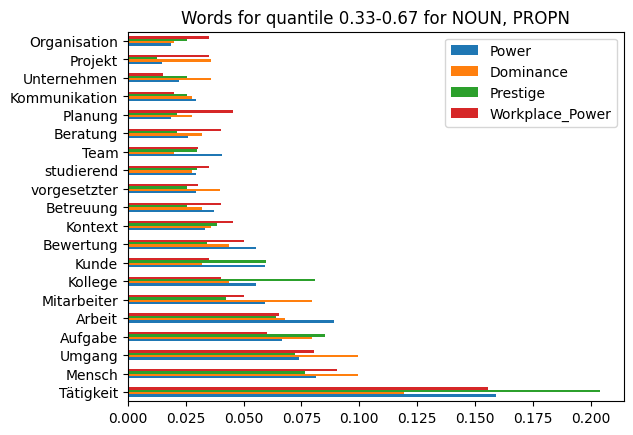 Words for quantile 0.33-0.67 for NOUN, PROPN
Organisation
Projekt
Unternehmen
Kommunikation
Planung
Beratung
Team
studierend
vorgesetzter
Betreuung
Kontext
Bewertung
Kunde
Kollege
Mitarbeiter
Arbeit
Aufgabe
Umgang
Mensch
Tätigkeit
Power
Dominance
Prestige
Workplace_Power
0.000 0.025 0.050 0.075 0.100 0.125 0.150 0.175 0.200